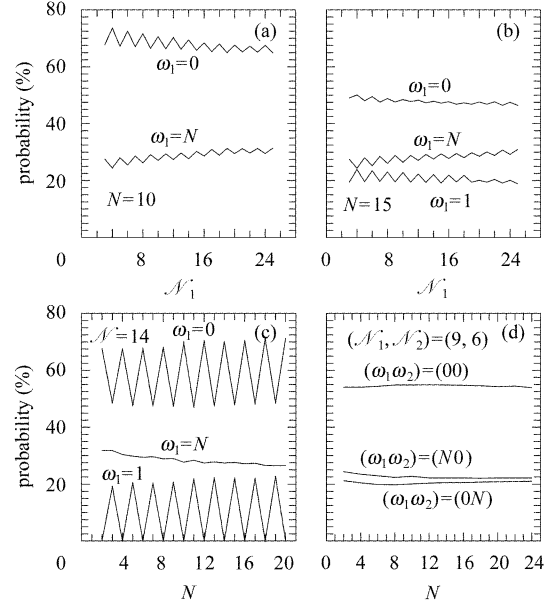 80
60
40
20
0
probability (%)
(a)
ω₁=0
ω₁=N
N=10
8
16
24
𝒩₁
(b)
ω₁=0
ω₁=N
N=15
ω₁=1
0
8
16
24
𝒩₁
80
60
40
20
0
probability (%)
𝒩=14
ω₁=0
(c)
ω₁=N
ω₁=1
4
8
12
16
20
N
(𝒩₁, 𝒩₂)=(9, 6)
(d)
(ω₁ω₂)=(00)
(ω₁ω₂)=(N0)
(ω₁ω₂)=(0N)
0
4
8
12
16
20
24
N